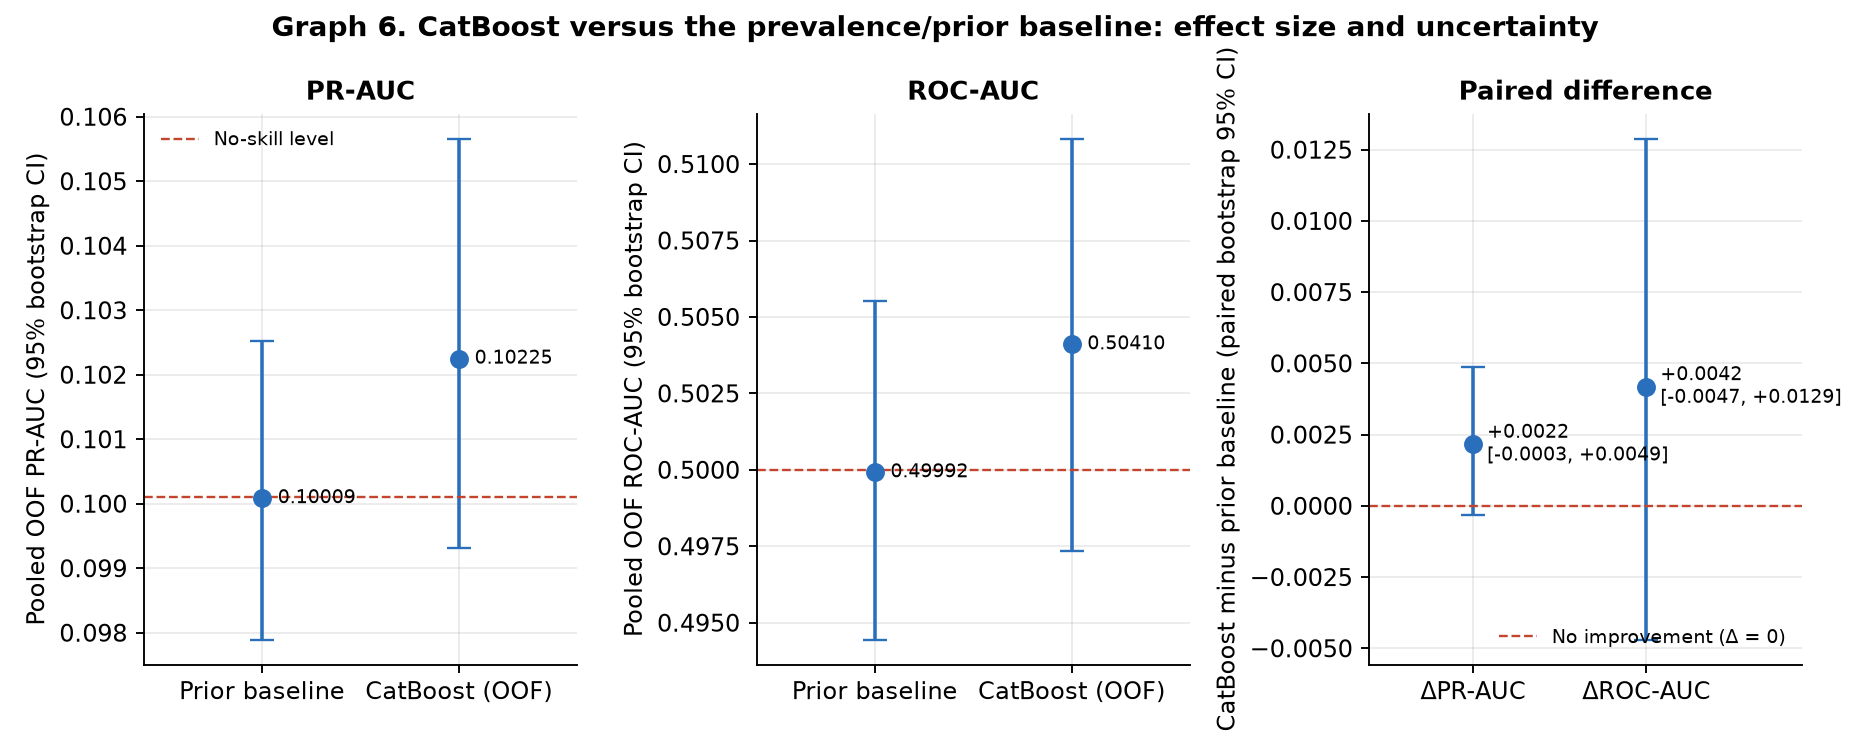 Graph 6. CatBoost versus the prevalence/prior baseline: effect size and uncertainty
PR-AUC
Pooled OOF PR-AUC (95% bootstrap CI)
0.106
0.105
0.104
0.103
0.102
0.101
0.100
0.099
0.098
No-skill level
0.10225
0.10009
Prior baseline
CatBoost (OOF)
ROC-AUC
Pooled OOF ROC-AUC (95% bootstrap CI)
0.5100
0.5075
0.5050
0.5025
0.5000
0.4975
0.4950
0.50410
0.49992
Prior baseline
CatBoost (OOF)
Paired difference
CatBoost minus prior baseline (paired bootstrap 95% CI)
0.0125
0.0100
0.0075
0.0050
0.0025
0.0000
−0.0025
−0.0050
+0.0042
[-0.0047, +0.0129]
+0.0022
[-0.0003, +0.0049]
No improvement (Δ = 0)
ΔPR-AUC
ΔROC-AUC